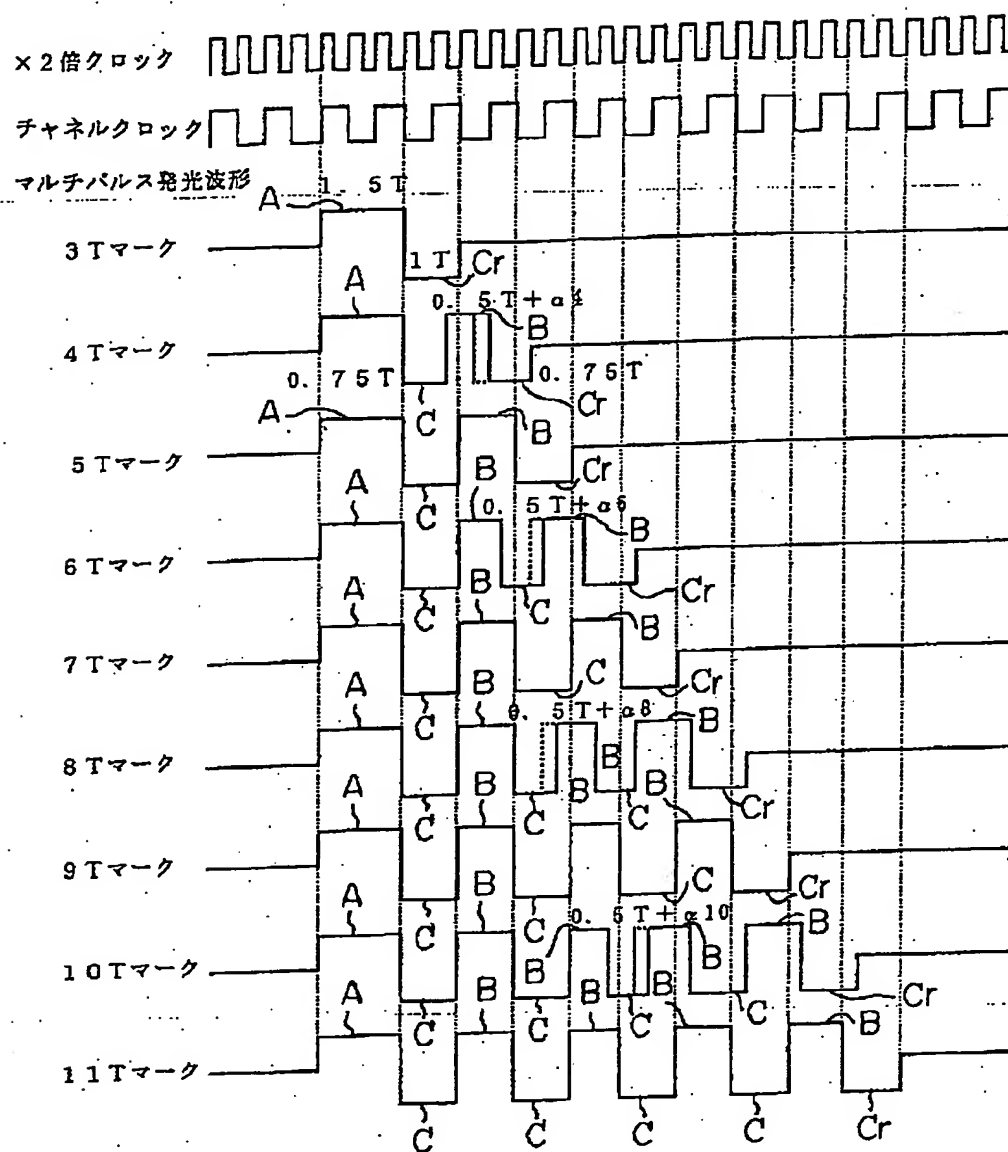 ×2倍クロック
チャネルクロック
マルチパルス発光波形
A 1. 5T
3Tマーク
1T Cr
A
0. 5T+α4
B
4Tマーク
0. 75T 0. 75T
Cr
A C B
5Tマーク
Cr
A B
C 0. 5T+α6
B
6Tマーク
Cr
A C B C
B
7Tマーク
C Cr
A C B
0. 5T+α8 B
8Tマーク
B B B
A C B C C Cr
9Tマーク
C Cr
A C B C
0. 5T+α10 B
10Tマーク
B B B
A C B C B C C Cr
B
11Tマーク
C C C C Cr